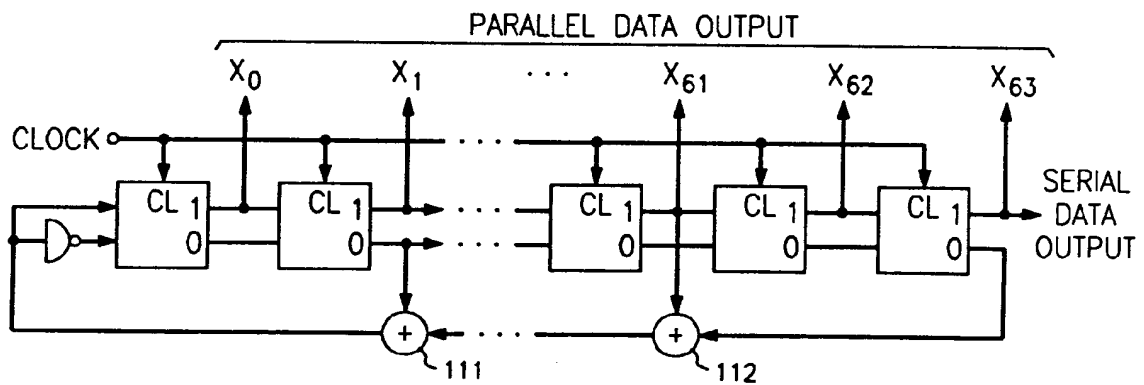 PARALLEL DATA OUTPUT
X0 X1 ··· X61 X62 X63
CLOCK
CL 1 CL 1 CL 1 CL 1 CL 1
0 0 0 0 0
SERIAL
DATA
OUTPUT
+ +
111 112